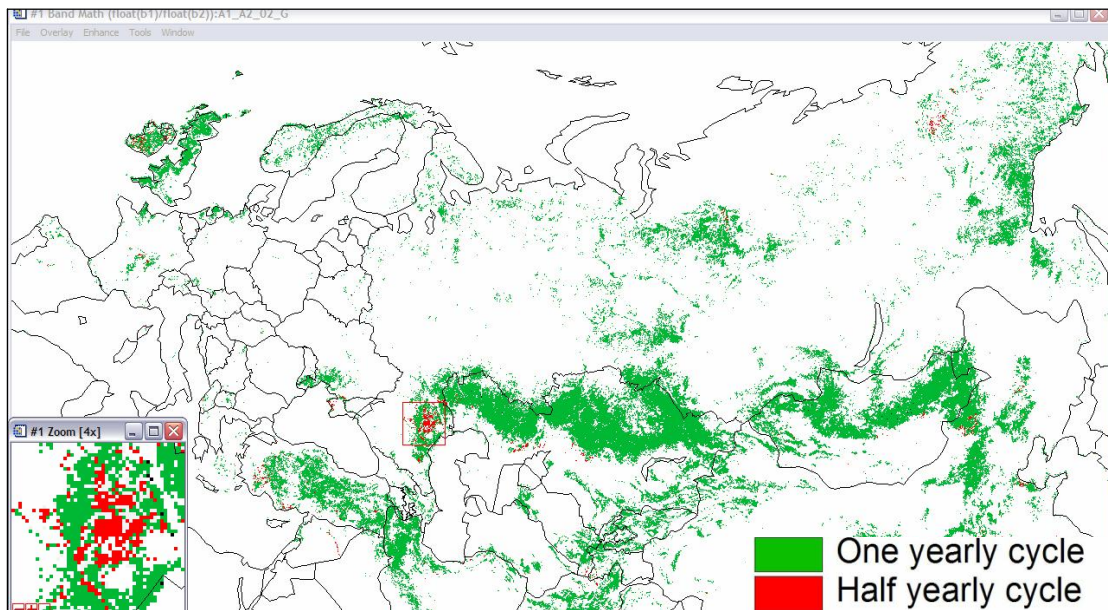 #1 Band Math (float(b1)/float(b2)):A1_A2_02_G
File Overlay Enhance Tools Window
#1 Zoom [4x]
One yearly cycle
Half yearly cycle